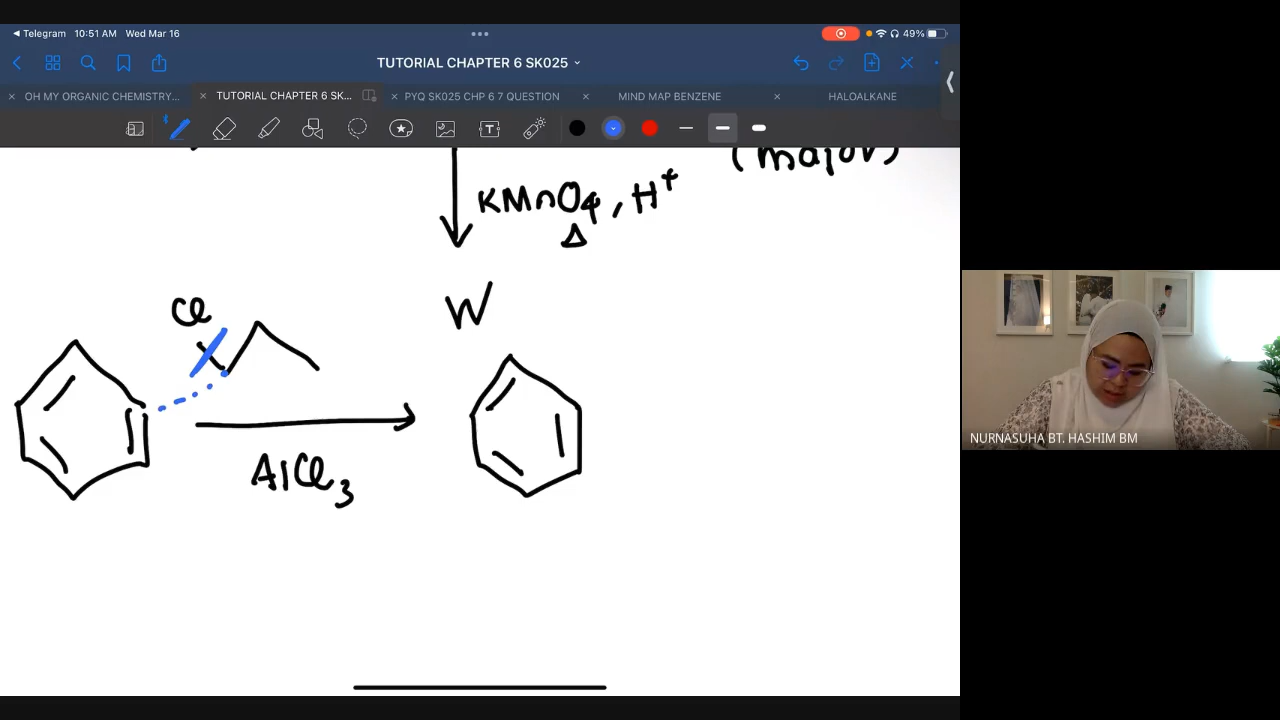 Telegram 10:51 AM Wed Mar 16
49%
TUTORIAL CHAPTER 6 SK025
OH MY ORGANIC CHEMISTRY...
TUTORIAL CHAPTER 6 SK...
PYQ SK025 CHP 6 7 QUESTION
MIND MAP BENZENE
HALOALKANE
T
(major)
KMnO4, H+
Δ
Cl
W
AlCl3
NURNASUHA BT. HASHIM BM